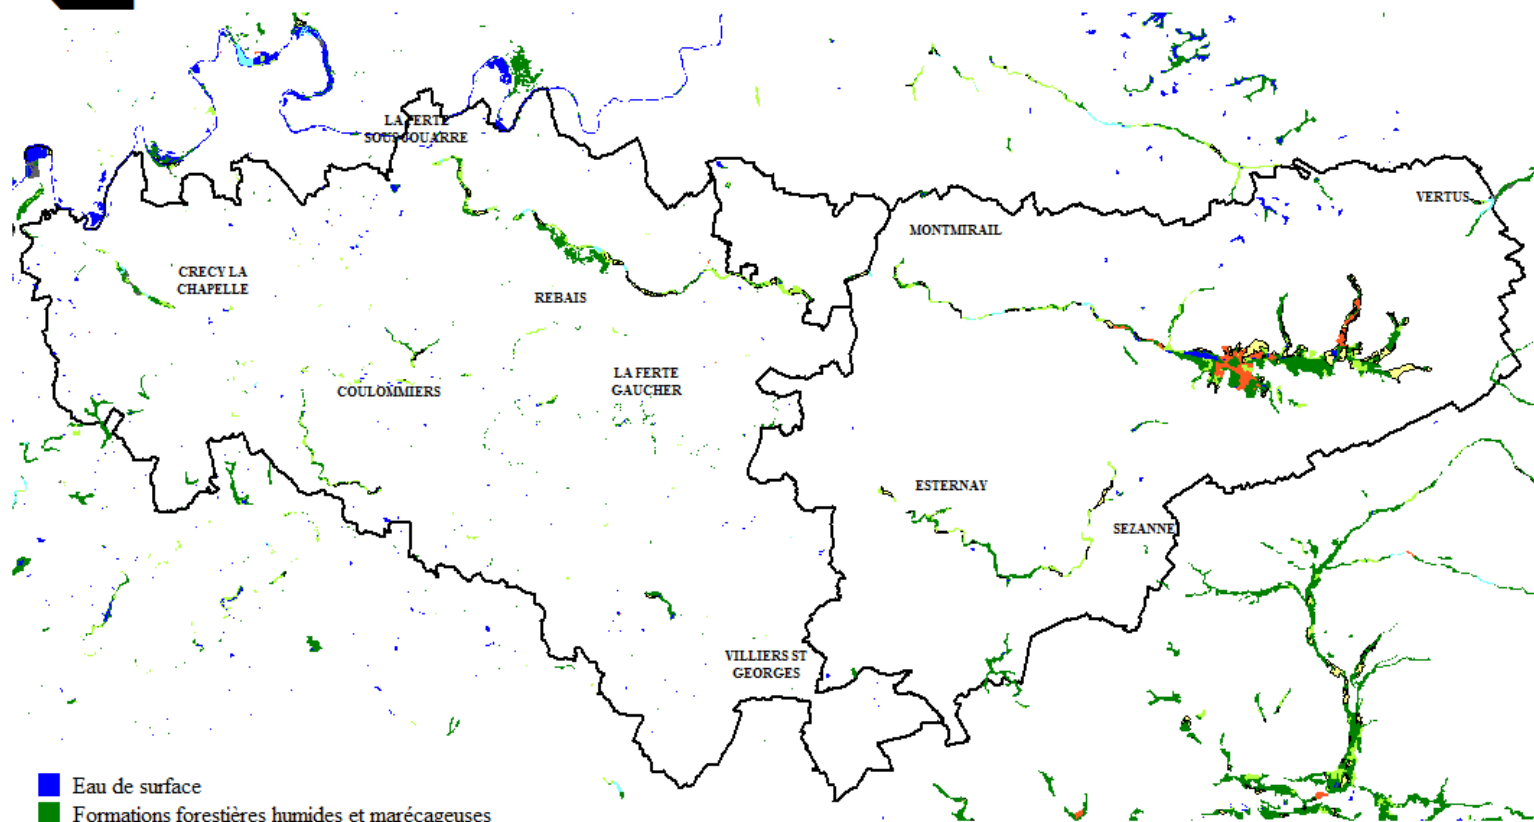 LA FERTE
SOUS JOUARRE
VERTUS
MONTMIRAIL
CRECY LA
CHAPELLE
REBAIS
LA FERTE
GAUCHER
COULOMMIERS
ESTERNAY
SEZANNE
VILLIERS ST
GEORGES
Eau de surface
Formations forestières humides et marécageuses